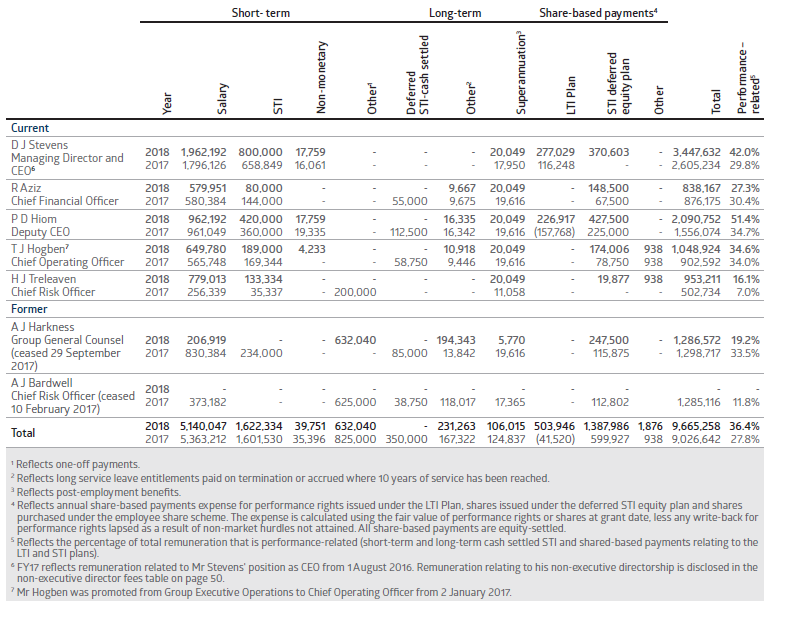 Short- term Long-term Share-based payments⁴
Year Salary STI Non-monetary Other¹ Deferred STI-cash settled Other² Superannuation³ LTI Plan STI deferred equity plan Other Total Performance – related⁵
Current
D J Stevens
Managing Director and CEO⁶
2018 1,962,192 800,000 17,759 - - - 20,049 277,029 370,603 - 3,447,632 42.0%
2017 1,796,126 658,849 16,061 - - - 17,950 116,248 - - 2,605,234 29.8%
R Aziz
Chief Financial Officer
2018 579,951 80,000 - - - 9,667 20,049 - 148,500 - 838,167 27.3%
2017 580,384 144,000 - - 55,000 9,675 19,616 - 67,500 - 876,175 30.4%
P D Hiom
Deputy CEO
2018 962,192 420,000 17,759 - - 16,335 20,049 226,917 427,500 - 2,090,752 51.4%
2017 961,049 360,000 19,335 - 112,500 16,342 19,616 (157,768) 225,000 - 1,556,074 34.7%
T J Hogben⁷
Chief Operating Officer
2018 649,780 189,000 4,233 - - 10,918 20,049 - 174,006 938 1,048,924 34.6%
2017 565,748 169,344 - - 58,750 9,446 19,616 - 78,750 938 902,592 34.0%
H J Treleaven
Chief Risk Officer
2018 779,013 133,334 - - - - 20,049 - 19,877 938 953,211 16.1%
2017 256,339 35,337 - 200,000 - - 11,058 - - - 502,734 7.0%
Former
A J Harkness
Group General Counsel
(ceased 29 September
2017)
2018 206,919 - - 632,040 - 194,343 5,770 - 247,500 - 1,286,572 19.2%
2017 830,384 234,000 - - 85,000 13,842 19,616 - 115,875 - 1,298,717 33.5%
A J Bardwell
Chief Risk Officer (ceased
10 February 2017)
2018 - - - - - - - - - - - -
2017 373,182 - - 625,000 38,750 118,017 17,365 - 112,802 - 1,285,116 11.8%
Total
2018 5,140,047 1,622,334 39,751 632,040 - 231,263 106,015 503,946 1,387,986 1,876 9,665,258 36.4%
2017 5,363,212 1,601,530 35,396 825,000 350,000 167,322 124,837 (41,520) 599,927 938 9,026,642 27.8%
¹ Reflects one-off payments.
² Reflects long service leave entitlements paid on termination or accrued where 10 years of service has been reached.
³ Reflects post-employment benefits.
⁴ Reflects annual share-based payments expense for performance rights issued under the LTI Plan, shares issued under the deferred STI equity plan and shares
purchased under the employee share scheme. The expense is calculated using the fair value of performance rights or shares at grant date, less any write-back for
performance rights lapsed as a result of non-market hurdles not attained. All share-based payments are equity-settled.
⁵ Reflects the percentage of total remuneration that is performance-related (short-term and long-term cash settled STI and shared-based payments relating to the
LTI and STI plans).
⁶ FY17 reflects remuneration related to Mr Stevens' position as CEO from 1 August 2016. Remuneration relating to his non-executive directorship is disclosed in the
non-executive director fees table on page 50.
⁷ Mr Hogben was promoted from Group Executive Operations to Chief Operating Officer from 2 January 2017.